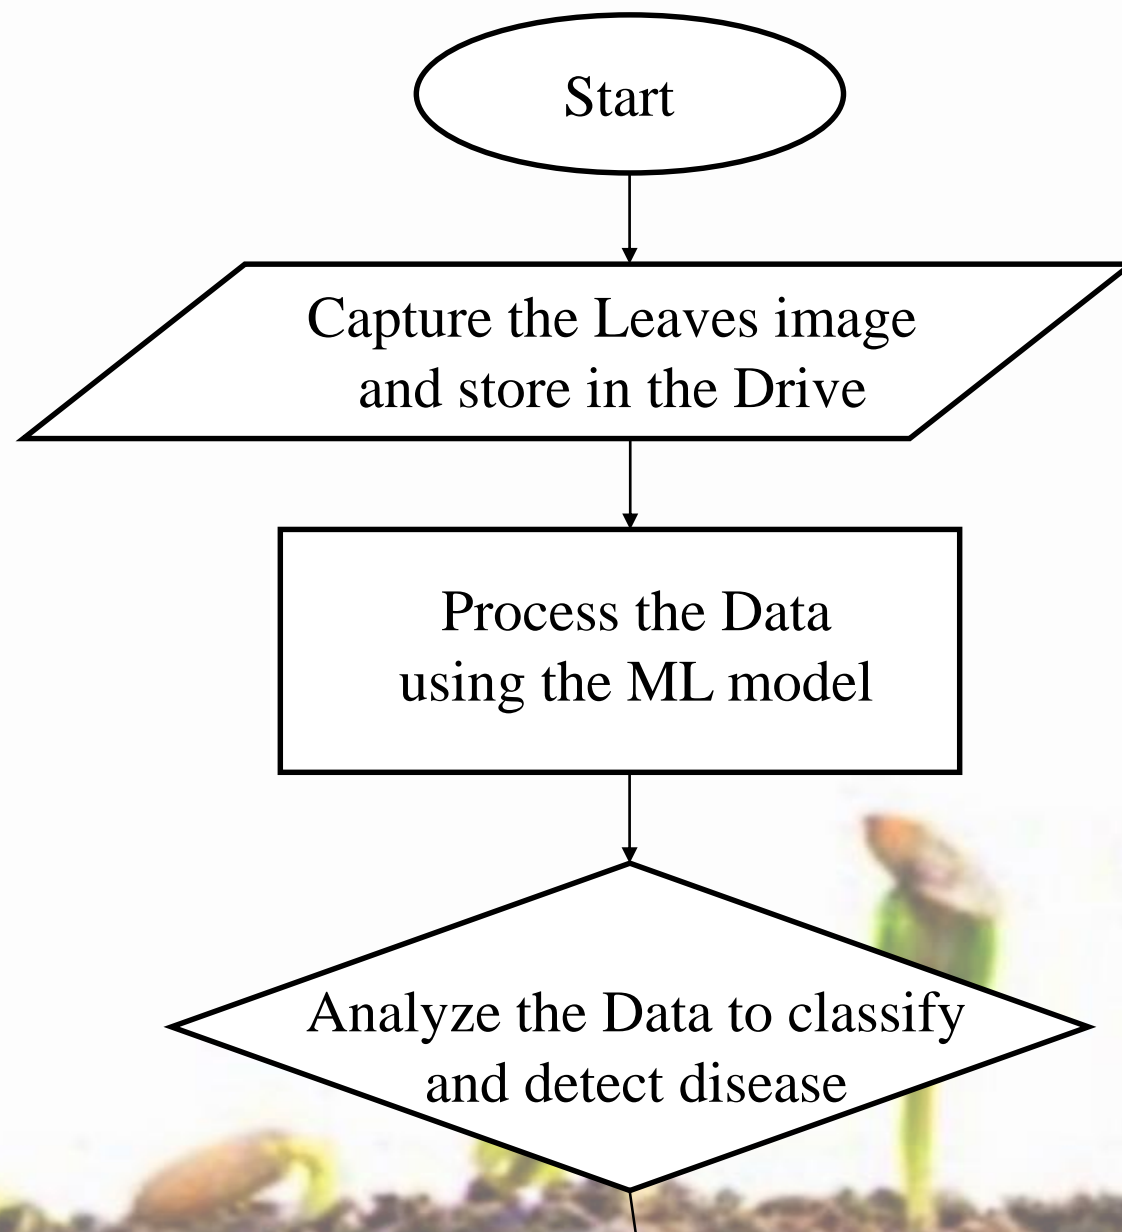 Start
Capture the Leaves image
and store in the Drive
Process the Data
using the ML model
Analyze the Data to classify
and detect disease